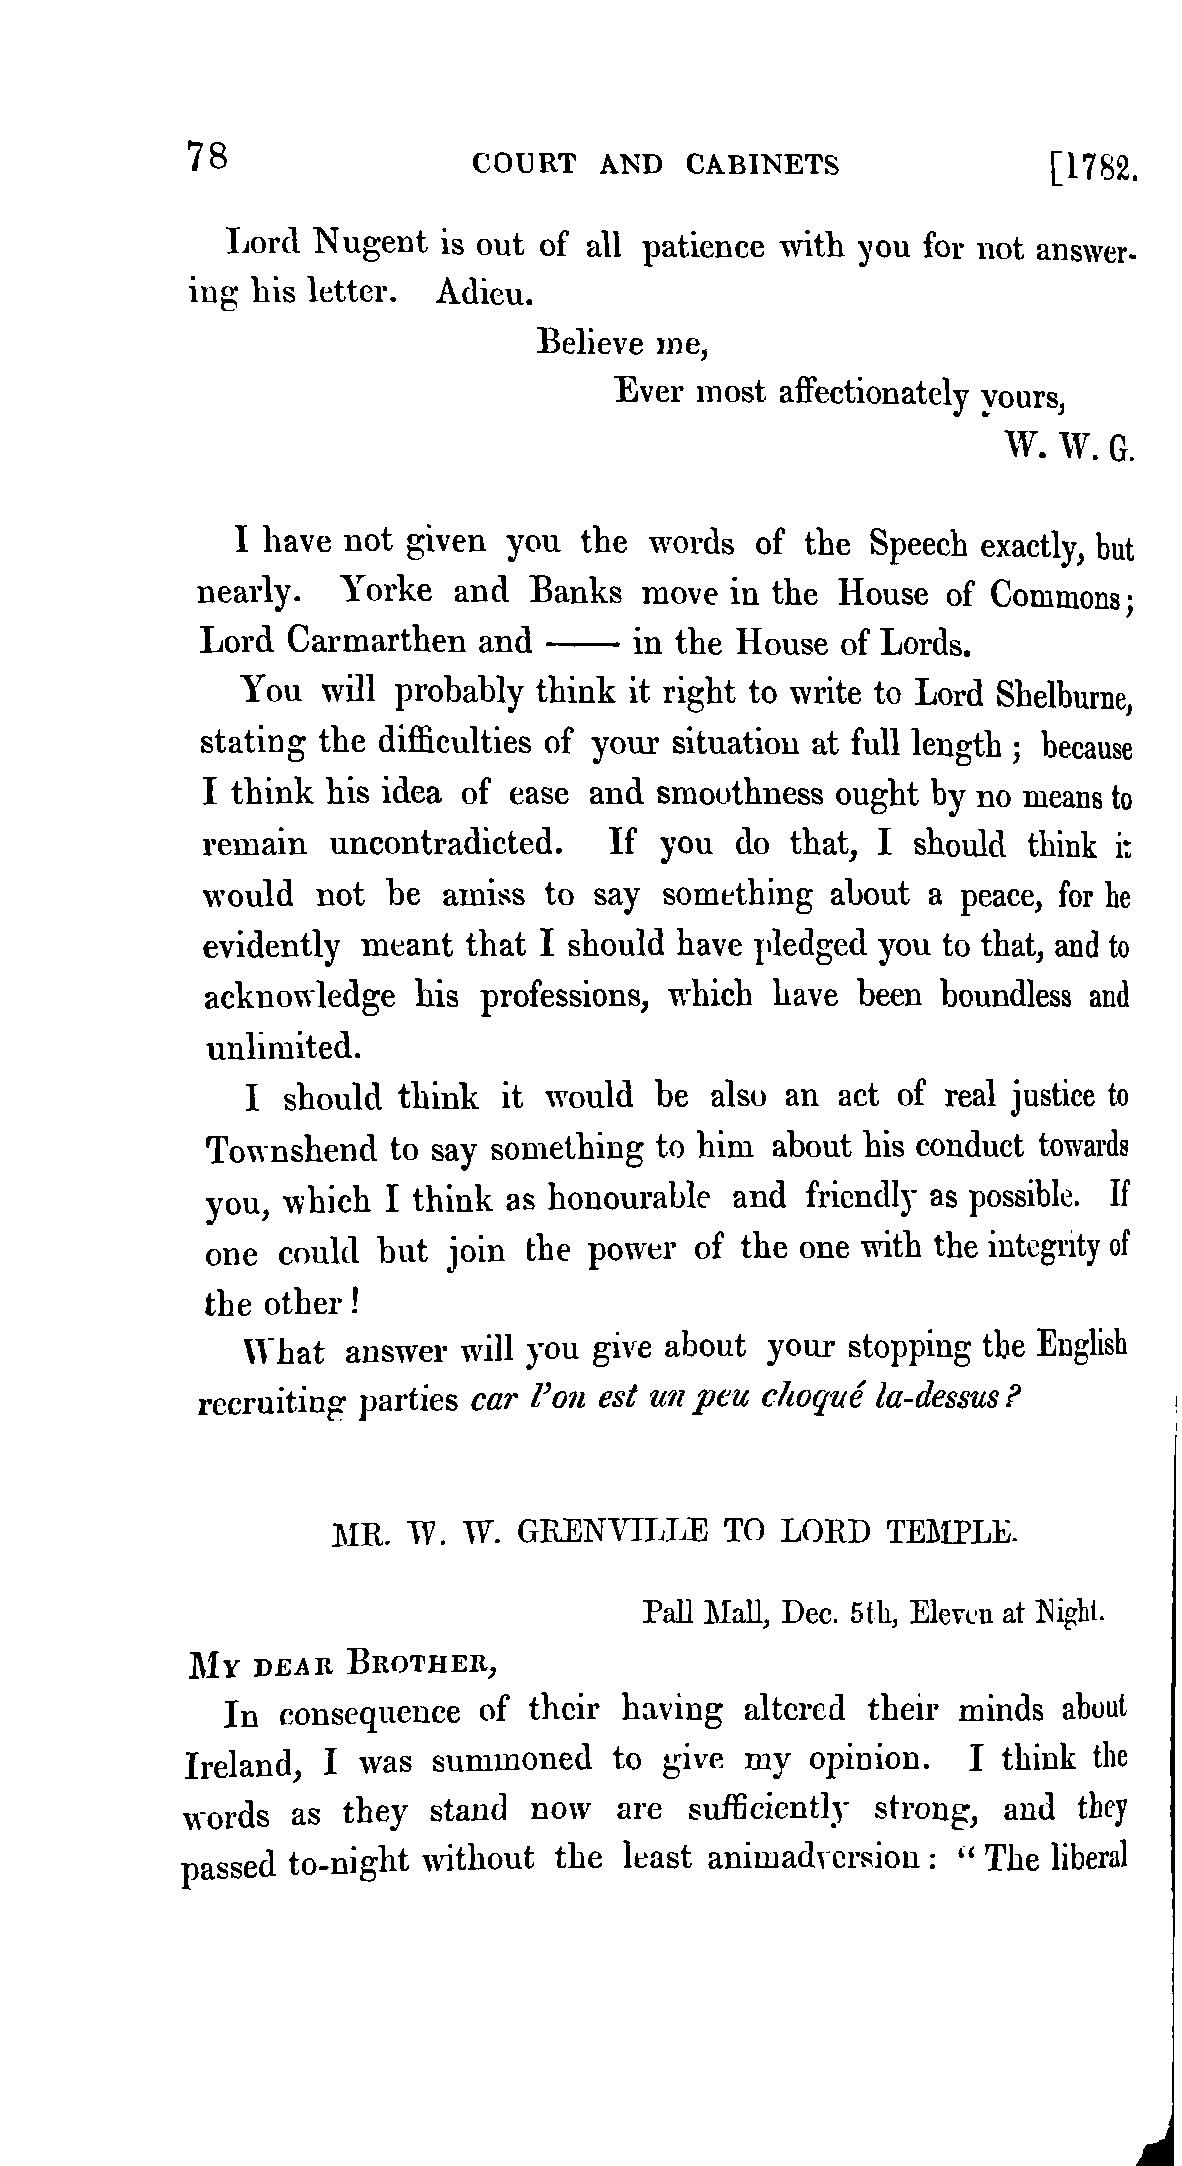 78 COURT AND CABINETS [1782.
Lord Nugent is out of all patience with you for not answer-
ing his letter. Adieu.
Believe me,
Ever most affectionately yours,
W. W. G.
I have not given you the words of the Speech exactly, but
nearly. Yorke and Banks move in the House of Commons;
Lord Carmarthen and —— in the House of Lords.
You will probably think it right to write to Lord Shelburne,
stating the difficulties of your situation at full length ; because
I think his idea of ease and smoothness ought by no means to
remain uncontradicted. If you do that, I should think it
would not be amiss to say something about a peace, for he
evidently meant that I should have pledged you to that, and to
acknowledge his professions, which have been boundless and
unlimited.
I should think it would be also an act of real justice to
Townshend to say something to him about his conduct towards
you, which I think as honourable and friendly as possible. If
one could but join the power of the one with the integrity of
the other !
What answer will you give about your stopping the English
recruiting parties car l'on est un peu choqué la-dessus ?
MR. W. W. GRENVILLE TO LORD TEMPLE.
Pall Mall, Dec. 5th, Eleven at Night.
MY DEAR BROTHER,
In consequence of their having altered their minds about
Ireland, I was summoned to give my opinion. I think the
words as they stand now are sufficiently strong, and they
passed to-night without the least animadversion : “ The liberal